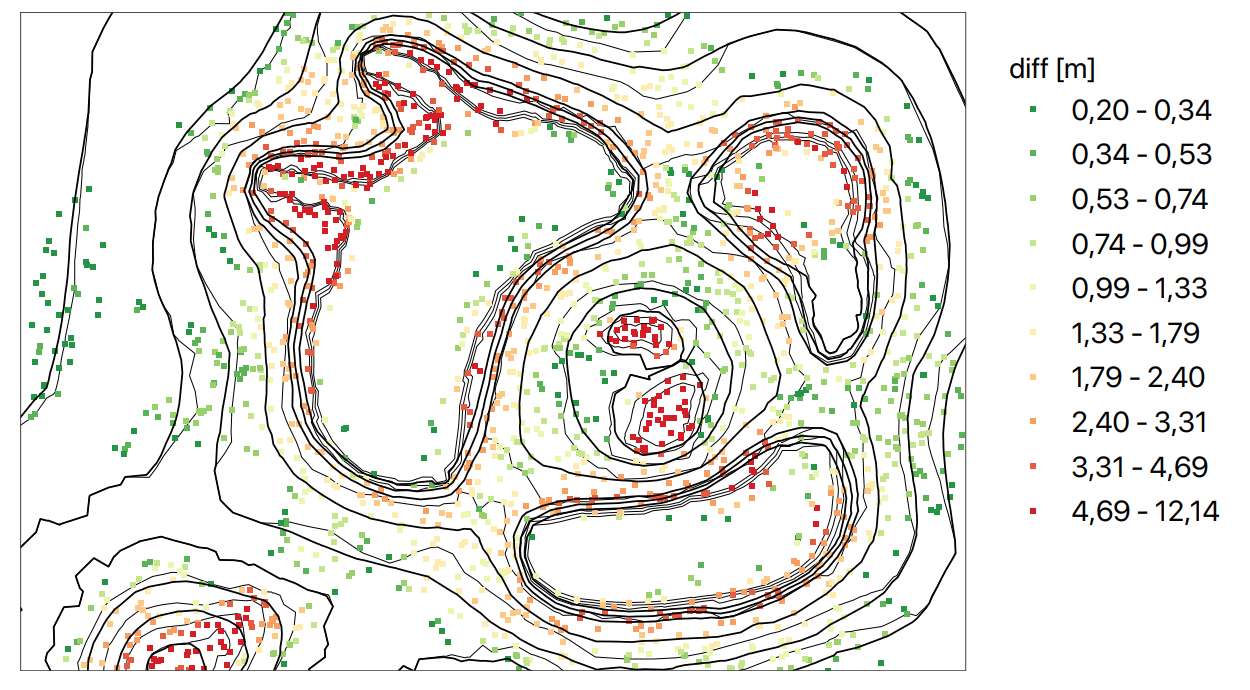 diff [m]
0,20 - 0,34
0,34 - 0,53
0,53 - 0,74
0,74 - 0,99
0,99 - 1,33
1,33 - 1,79
1,79 - 2,40
2,40 - 3,31
3,31 - 4,69
4,69 - 12,14